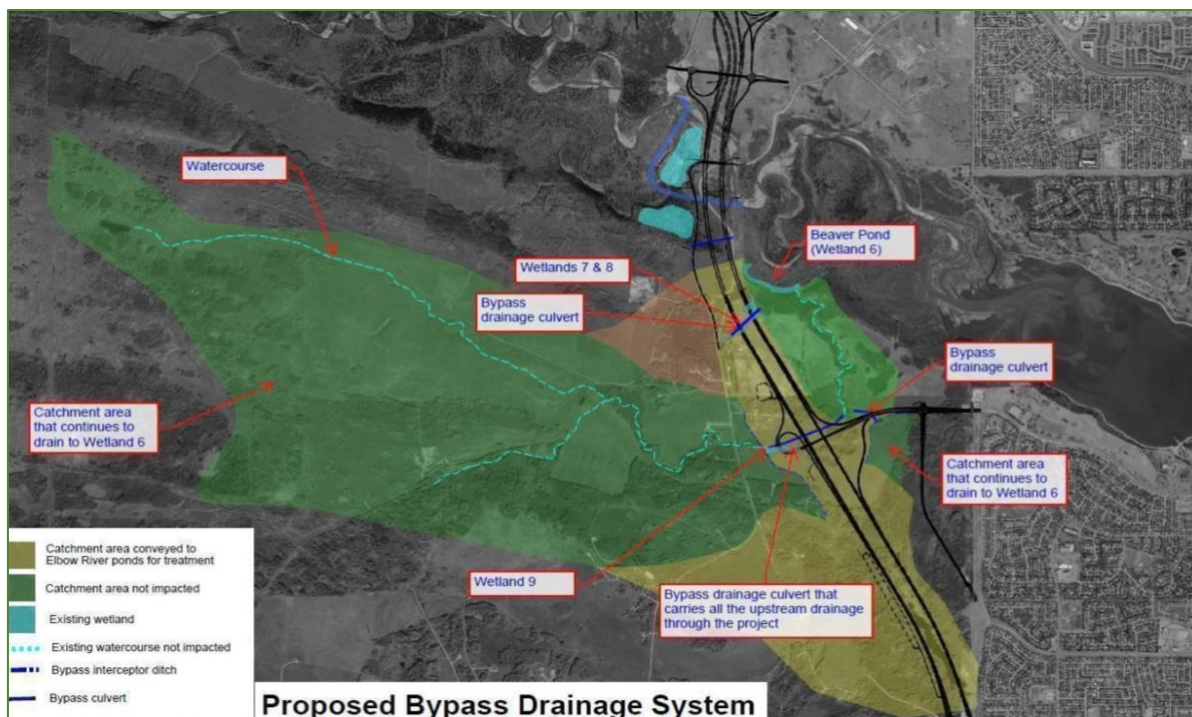 Watercourse
Beaver Pond
(Wetland 6)
Wetlands 7 & 8
Bypass
drainage culvert
Bypass
drainage culvert
Catchment area
that continues to
drain to Wetland 6
Catchment area
that continues to
drain to Wetland 6
Wetland 9
Bypass drainage culvert that
carries all the upstream drainage
through the project
Catchment area conveyed to
Elbow River ponds for treatment
Catchment area not impacted
Existing wetland
Existing watercourse not impacted
Bypass interceptor ditch
Bypass culvert
Proposed Bypass Drainage System